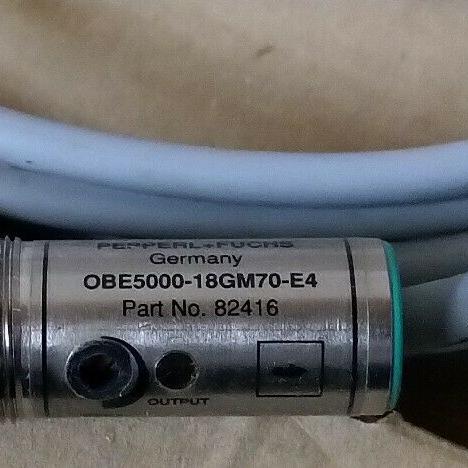 PEPPERL+FUCHS
Germany
OBE5000-18GM70-E4
Part No. 82416
OUTPUT